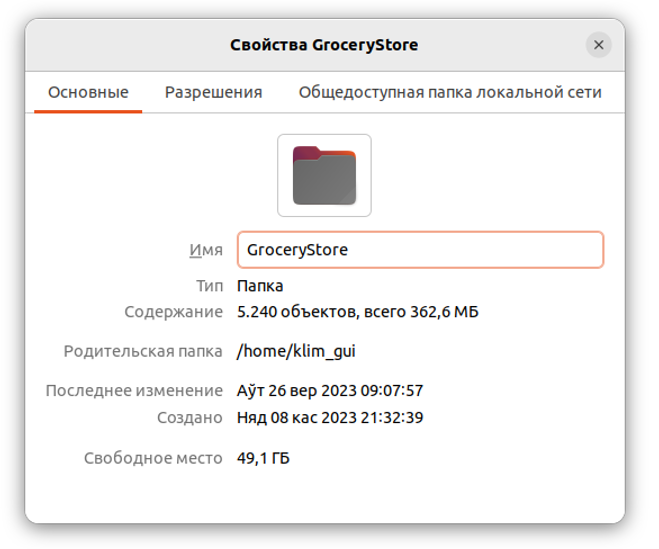 Свойства GroceryStore
Основные Разрешения Общедоступная папка локальной сети
Имя GroceryStore
Тип Папка
Содержание 5.240 объектов, всего 362,6 МБ
Родительская папка /home/klim_gui
Последнее изменение Аўт 26 вер 2023 09:07:57
Создано Няд 08 кас 2023 21:32:39
Свободное место 49,1 ГБ